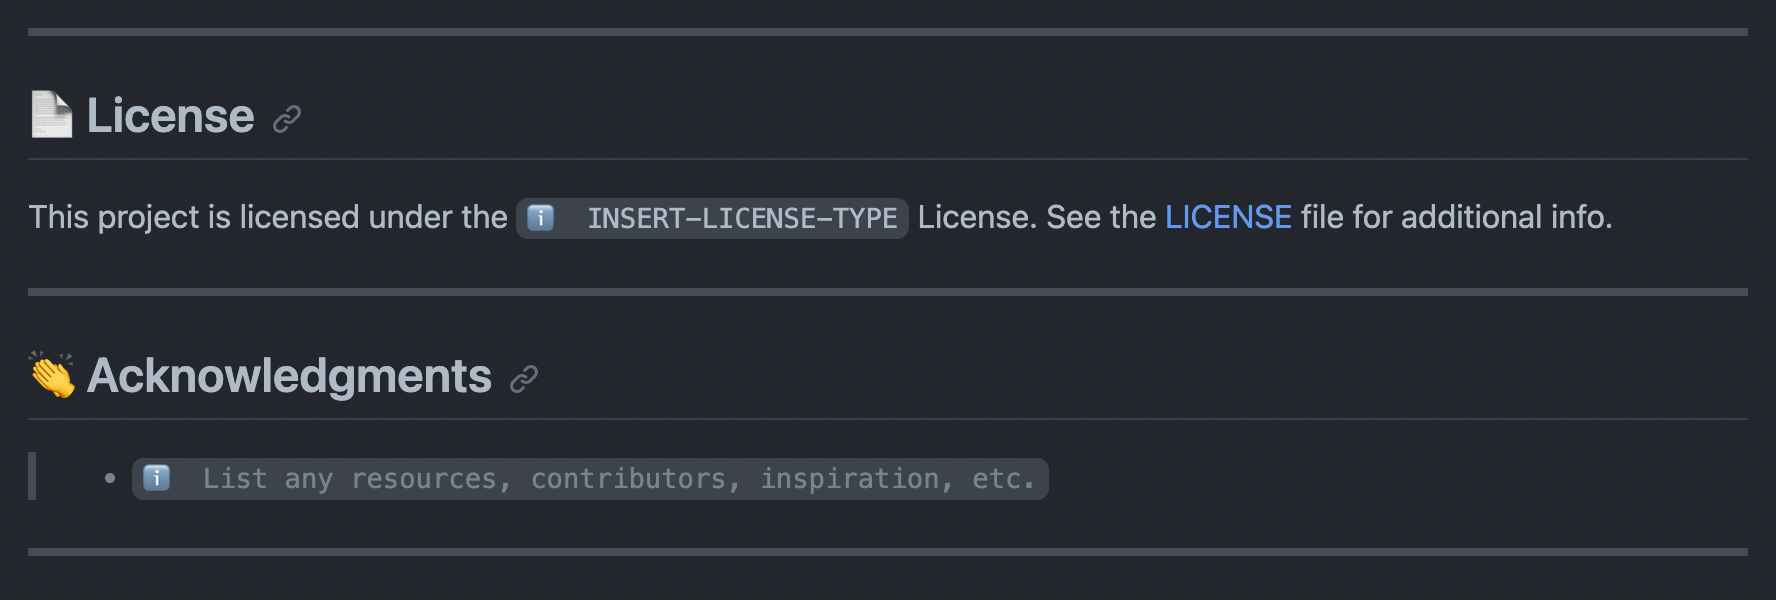 📄 License
This project is licensed under the ℹ️ INSERT-LICENSE-TYPE License. See the LICENSE file for additional info.
👏 Acknowledgments
• ℹ️ List any resources, contributors, inspiration, etc.